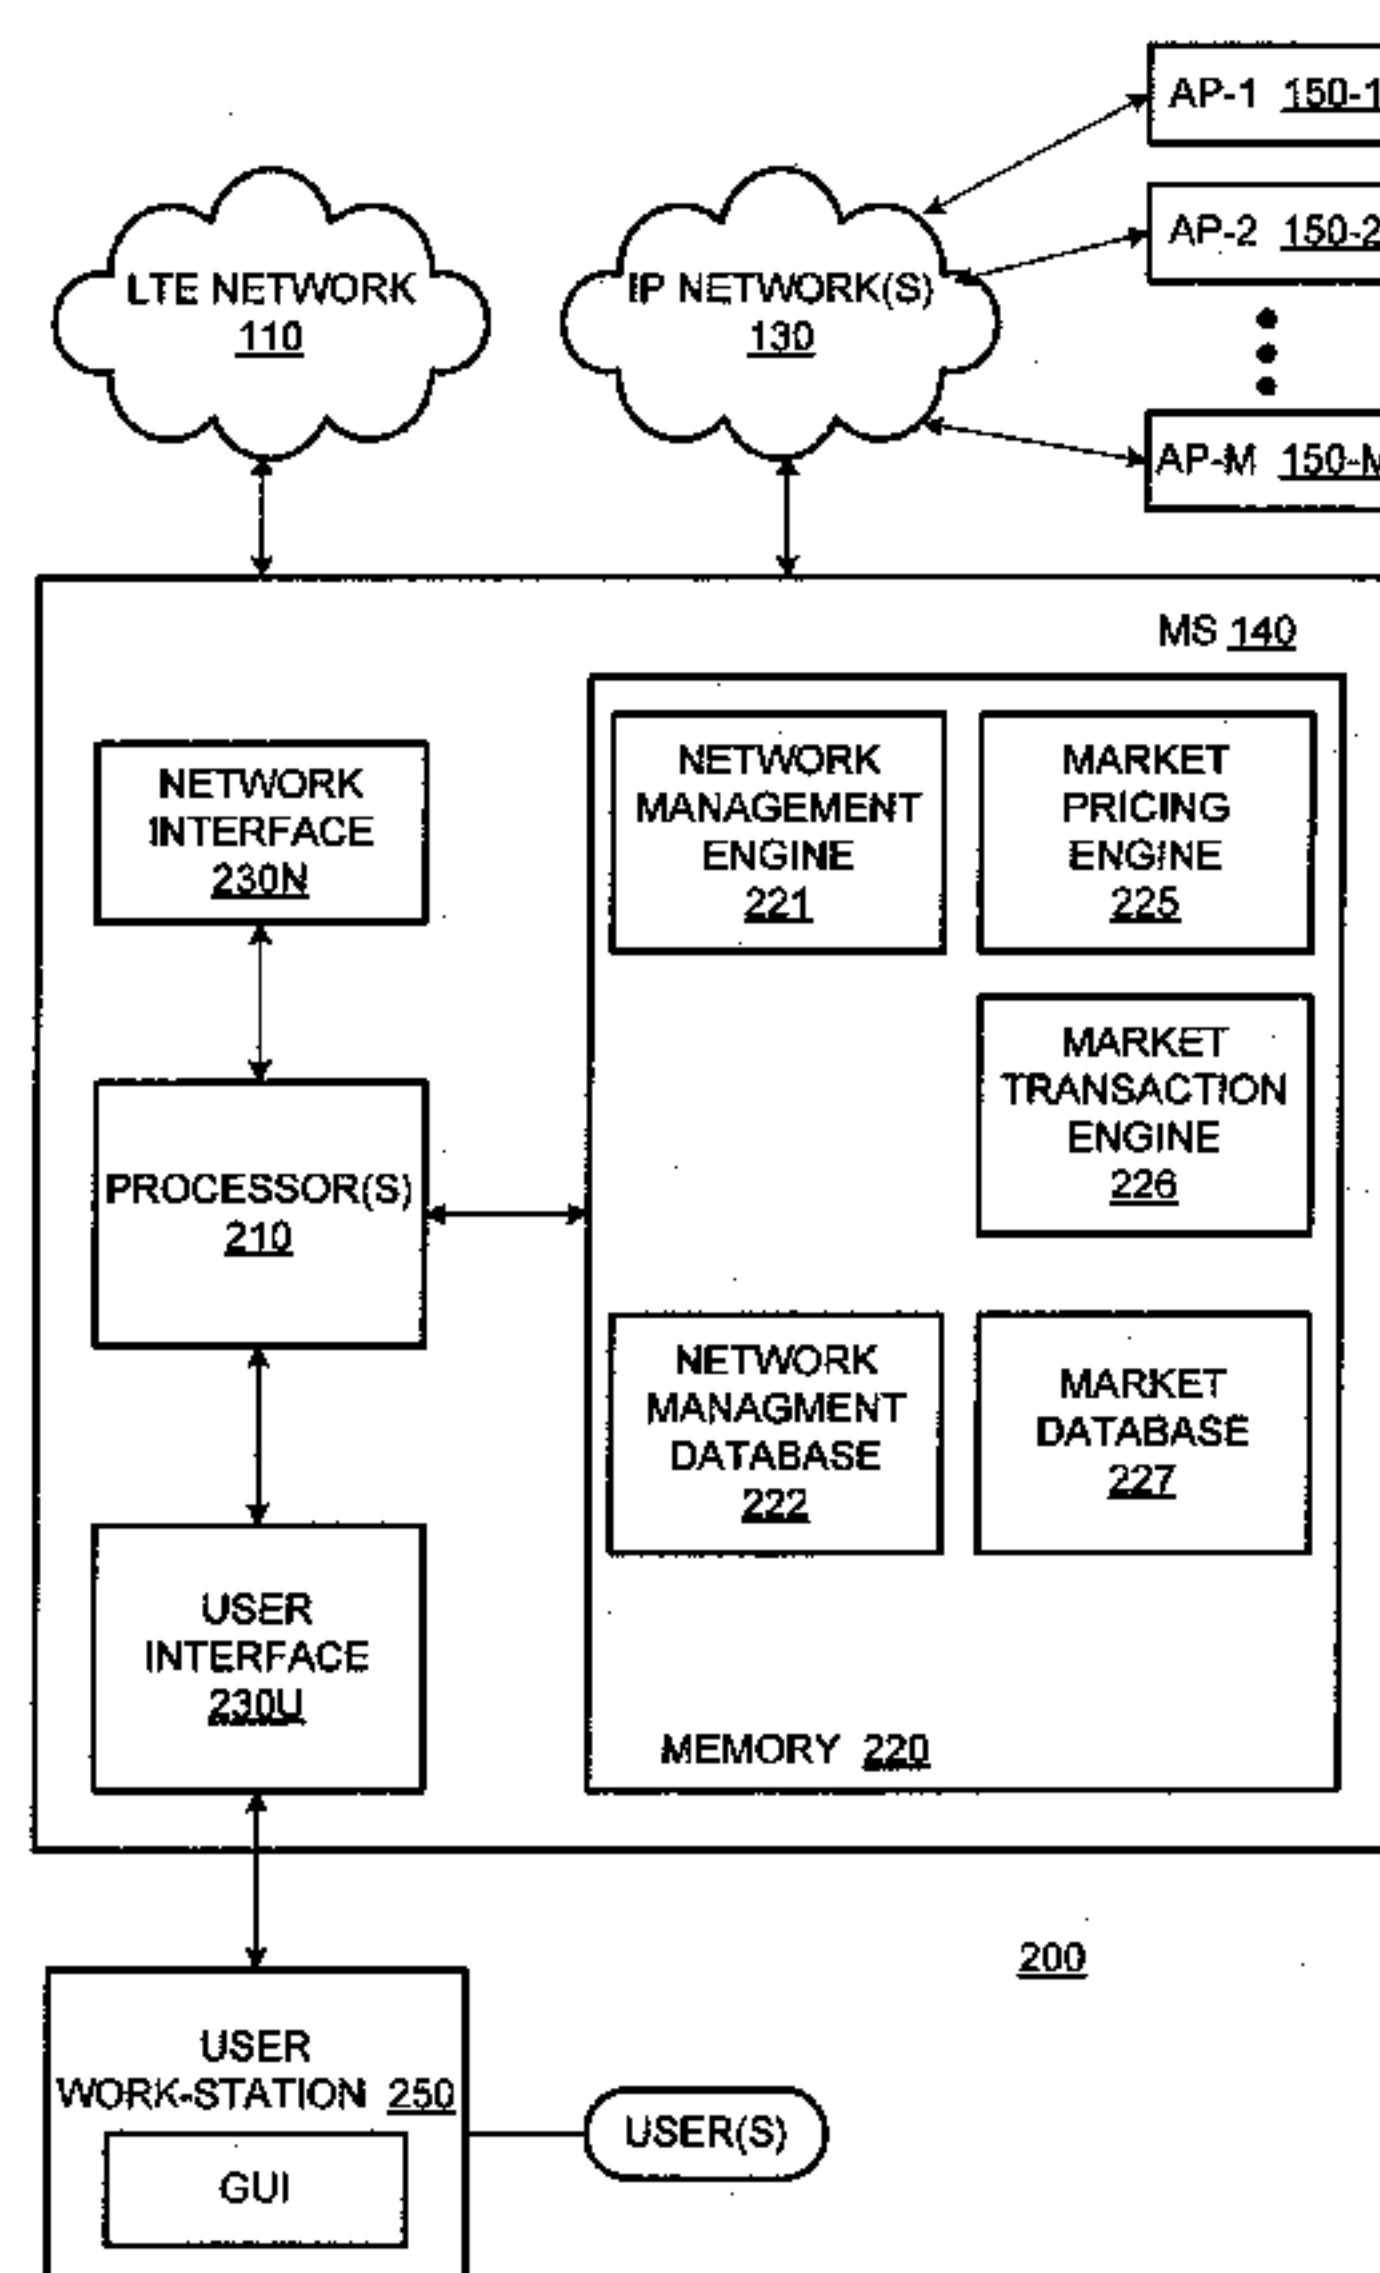 AP-1 150-1
AP-2 150-2
AP-M 150-M
LTE NETWORK
110
IP NETWORK(S)
130
MS 140
NETWORK
INTERFACE
230N
PROCESSOR(S)
210
USER
INTERFACE
230U
NETWORK
MANAGEMENT
ENGINE
221
MARKET
PRICING
ENGINE
225
MARKET
TRANSACTION
ENGINE
226
NETWORK
MANAGMENT
DATABASE
222
MARKET
DATABASE
227
MEMORY 220
200
USER
WORK-STATION 250
GUI
USER(S)